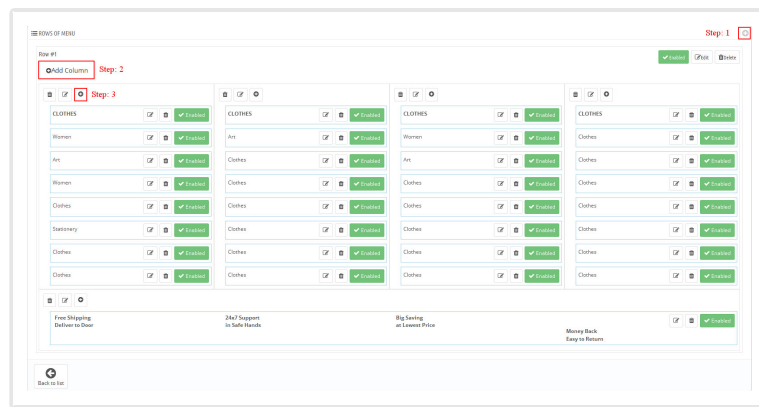 ROWS OF MENU
Step: 1
Row #1
Enabled
Edit
Delete
Add Column
Step: 2
Step: 3
CLOTHES Enabled
Women Enabled
Art Enabled
Women Enabled
Clothes Enabled
Stationery Enabled
Clothes Enabled
Clothes Enabled
CLOTHES Enabled
Art Enabled
Clothes Enabled
Clothes Enabled
Clothes Enabled
Clothes Enabled
Clothes Enabled
Clothes Enabled
CLOTHES Enabled
Women Enabled
Art Enabled
Clothes Enabled
Clothes Enabled
Clothes Enabled
Clothes Enabled
Clothes Enabled
CLOTHES Enabled
Clothes Enabled
Clothes Enabled
Clothes Enabled
Clothes Enabled
Clothes Enabled
Clothes Enabled
Clothes Enabled
Free Shipping
Deliver to Door
24x7 Support
in Safe Hands
Big Saving
at Lowest Price
Money Back
Easy to Return
Enabled
Back to list